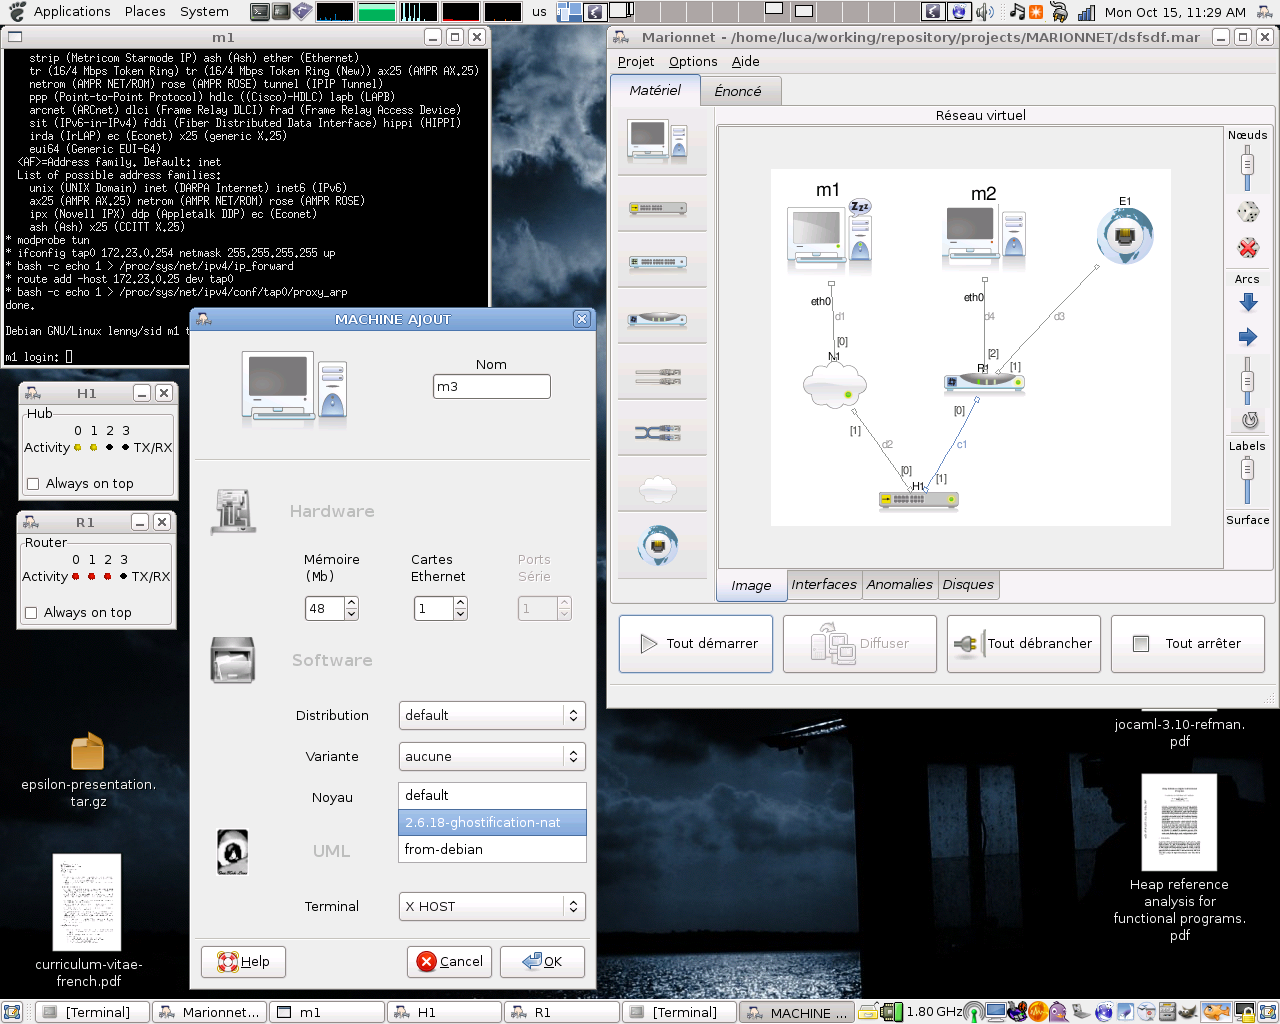 Applications Places System
us
Mon Oct 15, 11:29 AM
m1
strip (Metricom Starmode IP) ash (Ash) ether (Ethernet)
tr (16/4 Mbps Token Ring) tr (16/4 Mbps Token Ring (New)) ax25 (AMPR AX.25)
netrom (AMPR NET/ROM) rose (AMPR ROSE) tunnel (IPIP Tunnel)
ppp (Point-to-Point Protocol) hdlc ((Cisco)-HDLC) lapb (LAPB)
arcnet (ARCnet) dlci (Frame Relay DLCI) frad (Frame Relay Access Device)
sit (IPv6-in-IPv4) fddi (Fiber Distributed Data Interface) hippi (HIPPI)
irda (IrLAP) ec (Econet) x25 (generic X.25)
eui64 (Generic EUI-64)
<AF>=Address family. Default: inet
List of possible address families:
unix (UNIX Domain) inet (DARPA Internet) inet6 (IPv6)
ax25 (AMPR AX.25) netrom (AMPR NET/ROM) rose (AMPR ROSE)
ipx (Novell IPX) ddp (Appletalk DDP) ec (Econet)
ash (Ash) x25 (CCITT X.25)
* modprobe tun
* ifconfig tap0 172.23.0.254 netmask 255.255.255.255 up
* bash -c echo 1 > /proc/sys/net/ipv4/ip_forward
* route add -host 172.23.0.25 dev tap0
* bash -c echo 1 > /proc/sys/net/ipv4/conf/tap0/proxy_arp
done.
Debian GNU/Linux lenny/sid m1 t
m1 login:
H1
Hub
0 1 2 3
Activity TX/RX
Always on top
R1
Router
0 1 2 3
Activity TX/RX
Always on top
epsilon-presentation.
tar.gz
curriculum-vitae-
french.pdf
MACHINE AJOUT
Nom
m3
Hardware
Mémoire
(Mb)
Cartes
Ethernet
Ports
Série
48
1
1
Software
Distribution
default
Variante
aucune
Noyau
default
2.6.18-ghostification-nat
from-debian
UML
Terminal
X HOST
Help
Cancel
OK
Marionnet - /home/luca/working/repository/projects/MARIONNET/dsfsdf.mar
Projet Options Aide
Matériel
Énoncé
Réseau virtuel
m1
m2
E1
eth0
d1
[0]
N1
eth0
d4
d3
[2]
[1]
R1
[0]
[1]
d2
c1
[0]
[1]
H1
Nœuds
Arcs
Labels
Surface
Image
Interfaces
Anomalies
Disques
Tout démarrer
Diffuser
Tout débrancher
Tout arrêter
jocaml-3.10-refman.
pdf
Heap reference
analysis for
functional programs.
pdf
[Terminal]
Marionnet...
m1
H1
R1
[Terminal]
MACHINE ...
1.80 GHz